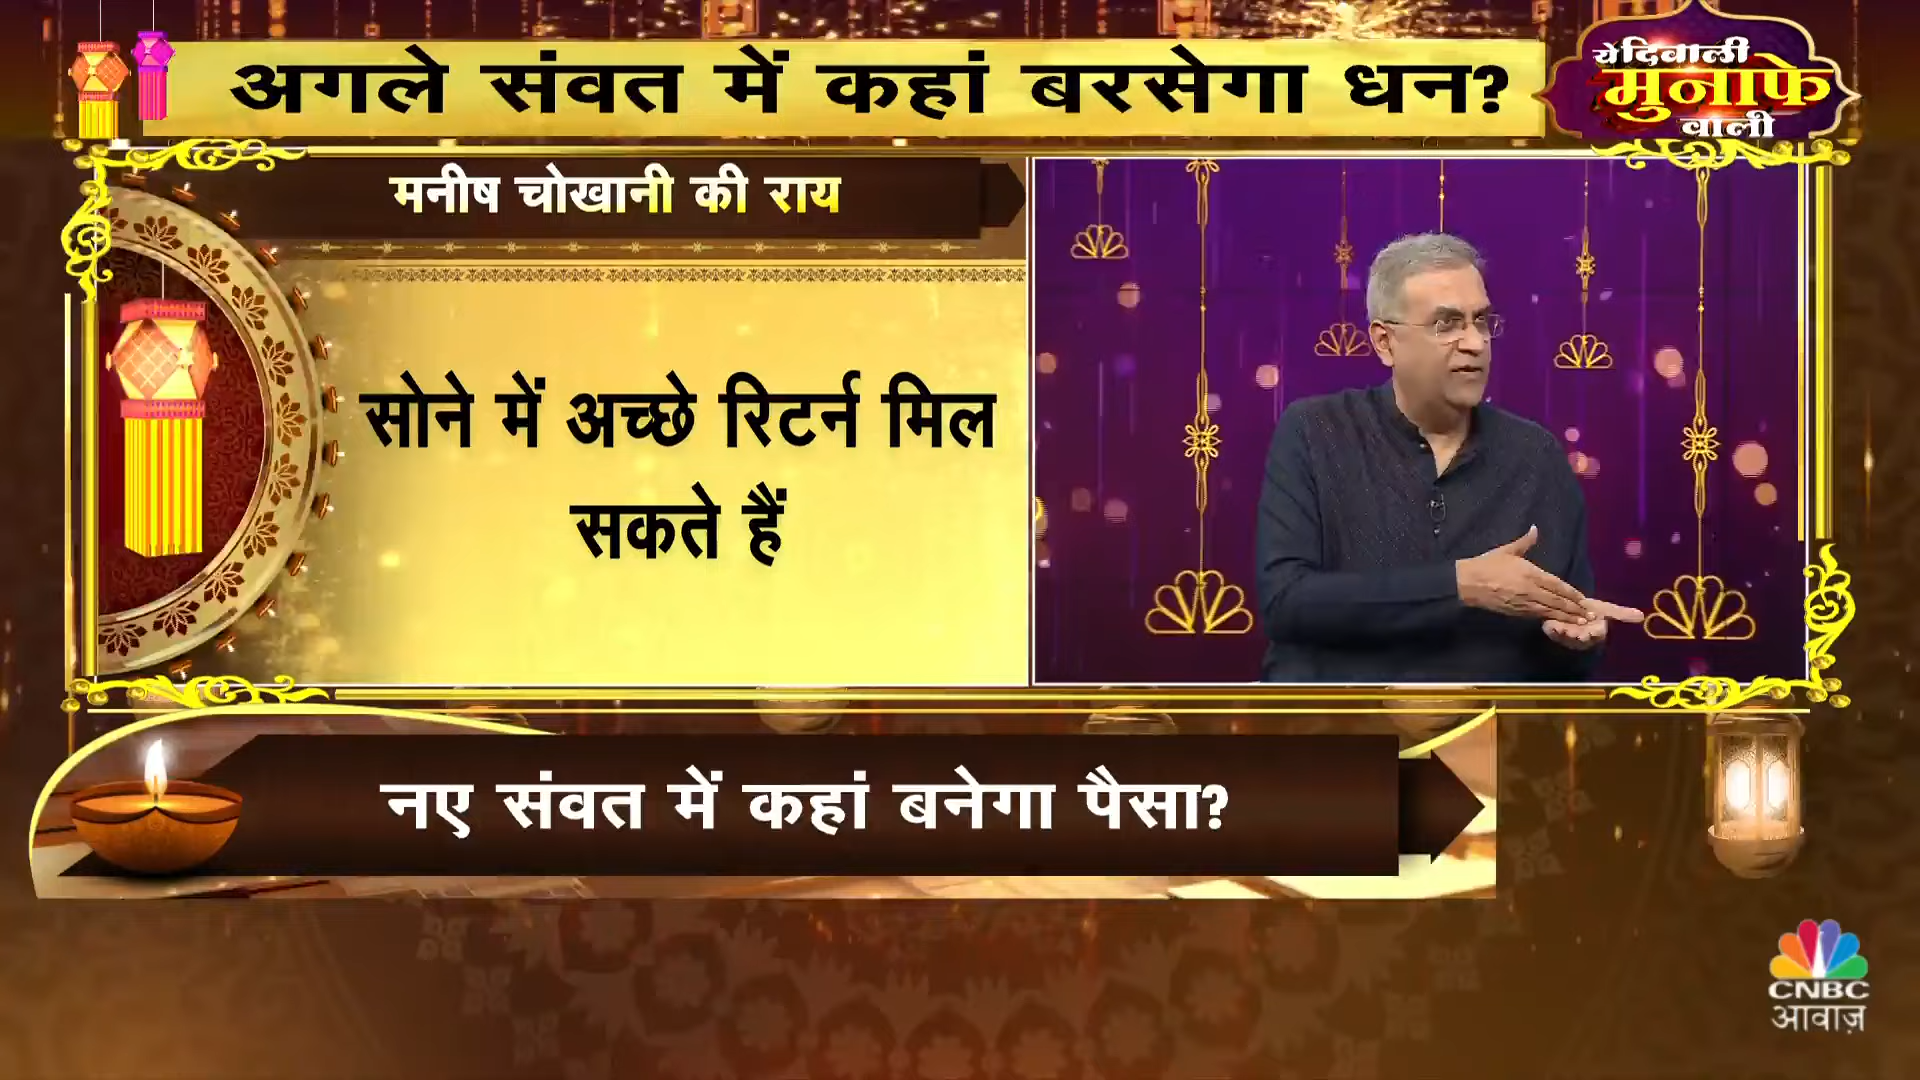 अगले संवत में कहां बरसेगा धन?
ये दिवाली
मुनाफे
वाली
मनीष चोखानी की राय
सोने में अच्छे रिटर्न मिल
सकते हैं
नए संवत में कहां बनेगा पैसा?
CNBC
आवाज़